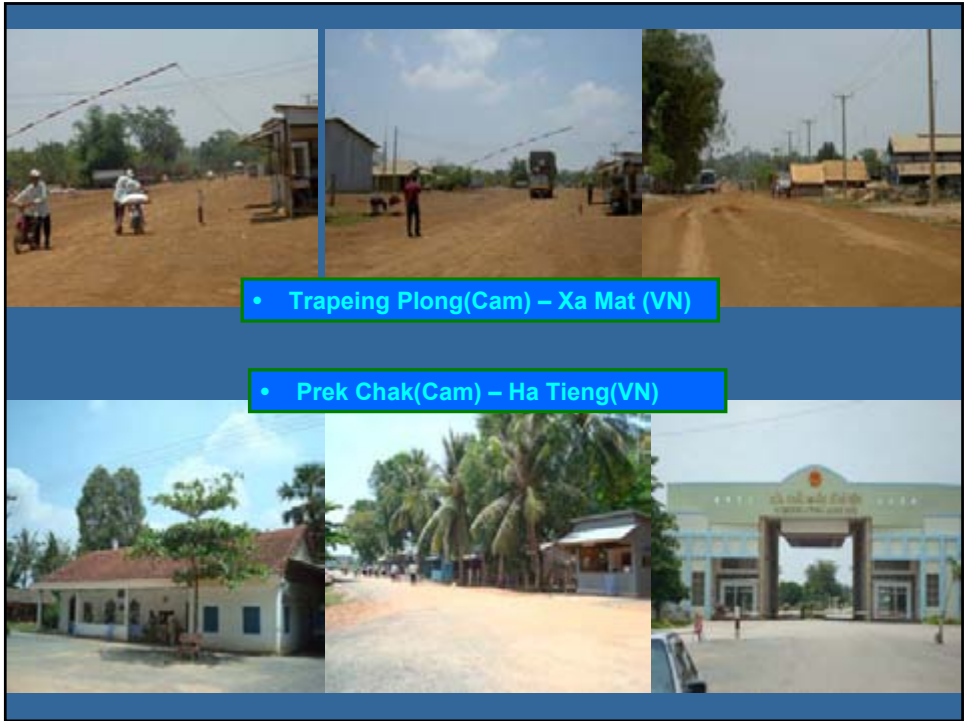 • Trapeing Plong(Cam) – Xa Mat (VN)
• Prek Chak(Cam) – Ha Tieng(VN)